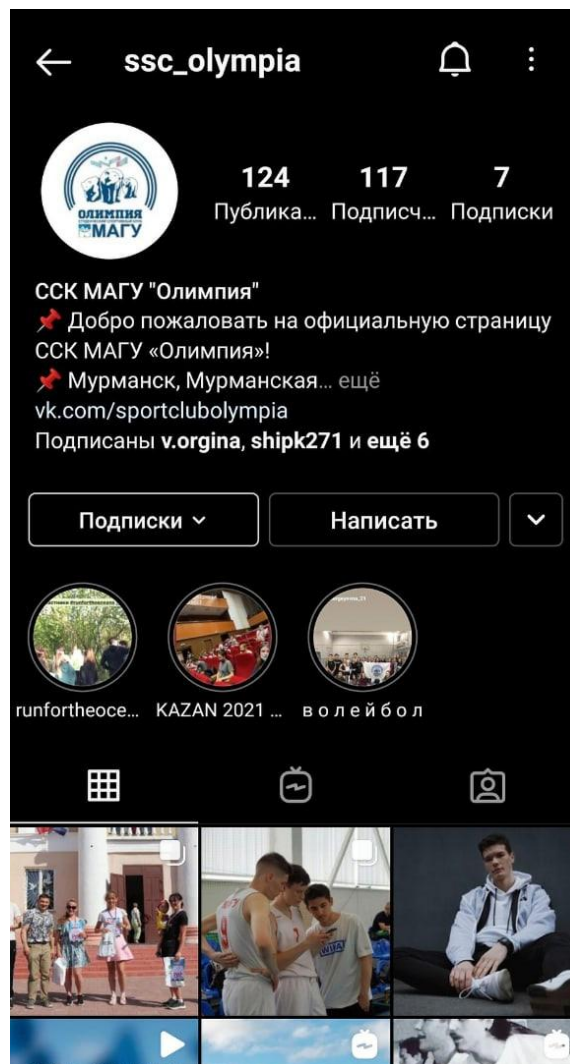 ssc_olympia
124
117
7
Публика...
Подписч...
Подписки
ОЛИМПИЯ
МАГУ
ССК МАГУ "Олимпия"
📌 Добро пожаловать на официальную страницу
ССК МАГУ «Олимпия»!
📌 Мурманск, Мурманская... ещё
vk.com/sportclubolympia
Подписаны v.orgina, shipk271 и ещё 6
Подписки
Написать
runfortheoce...
KAZAN 2021 ...
в о л е й б о л